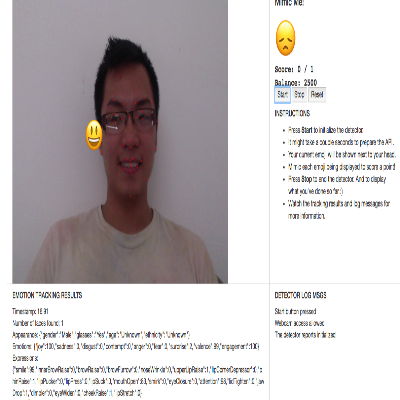 Mimic Me!
Score: 0 / 1
Balance: 2500
Start Stop Reset
INSTRUCTIONS
Press Start to initialize the detector.
It might take a couple seconds to prepare the API.
Your current emoji will be shown next to your head.
Mimic each emoji being displayed to score a point!
Press Stop to end the detector. And to display
what you've done so far :)
Watch the tracking results and log messages for
more information.
EMOTION TRACKING RESULTS
Timestamp: 16.91
Number of faces found: 1
Appearance: {"gender":"Male","glasses":"Yes","age":"Unknown","ethnicity":"Unknown"}
Emotions: {"joy":100,"sadness":0,"disgust":0,"contempt":0,"anger":0,"fear":0,"surprise":2,"valence":99,"engagement":100}
Expressions:
DETECTOR LOG MSGS
Start button pressed
Webcam access allowed
The detector reports initialized